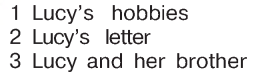 1 Lucy's hobbies
2 Lucy's letter
3 Lucy and her brother